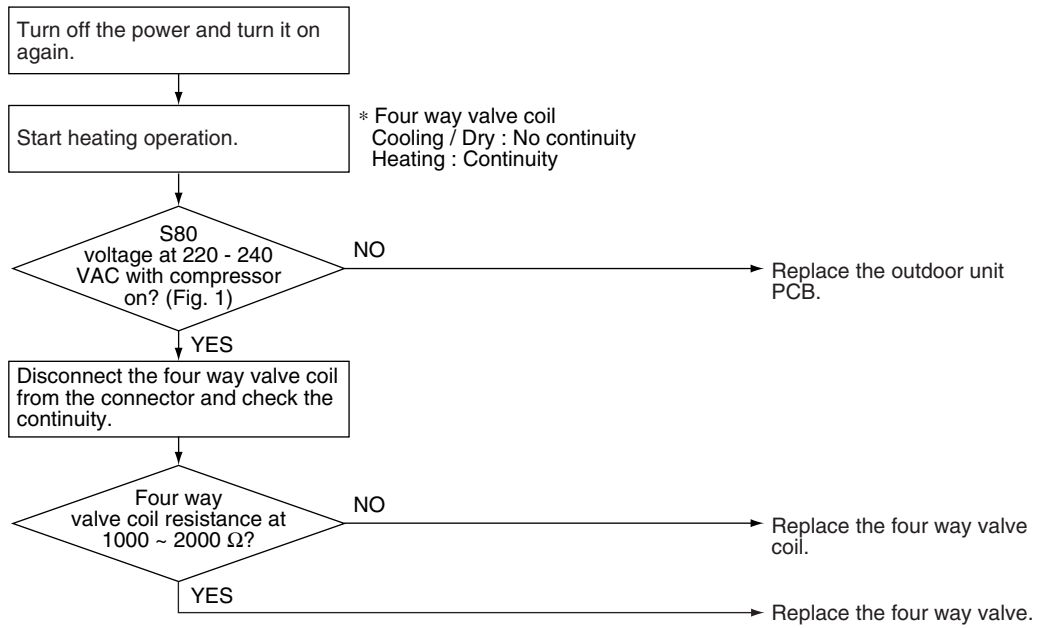 Turn off the power and turn it on
again.
Start heating operation.
* Four way valve coil
Cooling / Dry : No continuity
Heating : Continuity
S80
voltage at 220 - 240
VAC with compressor
on? (Fig. 1)
NO
Replace the outdoor unit
PCB.
YES
Disconnect the four way valve coil
from the connector and check the
continuity.
Four way
valve coil resistance at
1000 ~ 2000 Ω?
NO
Replace the four way valve
coil.
YES
Replace the four way valve.